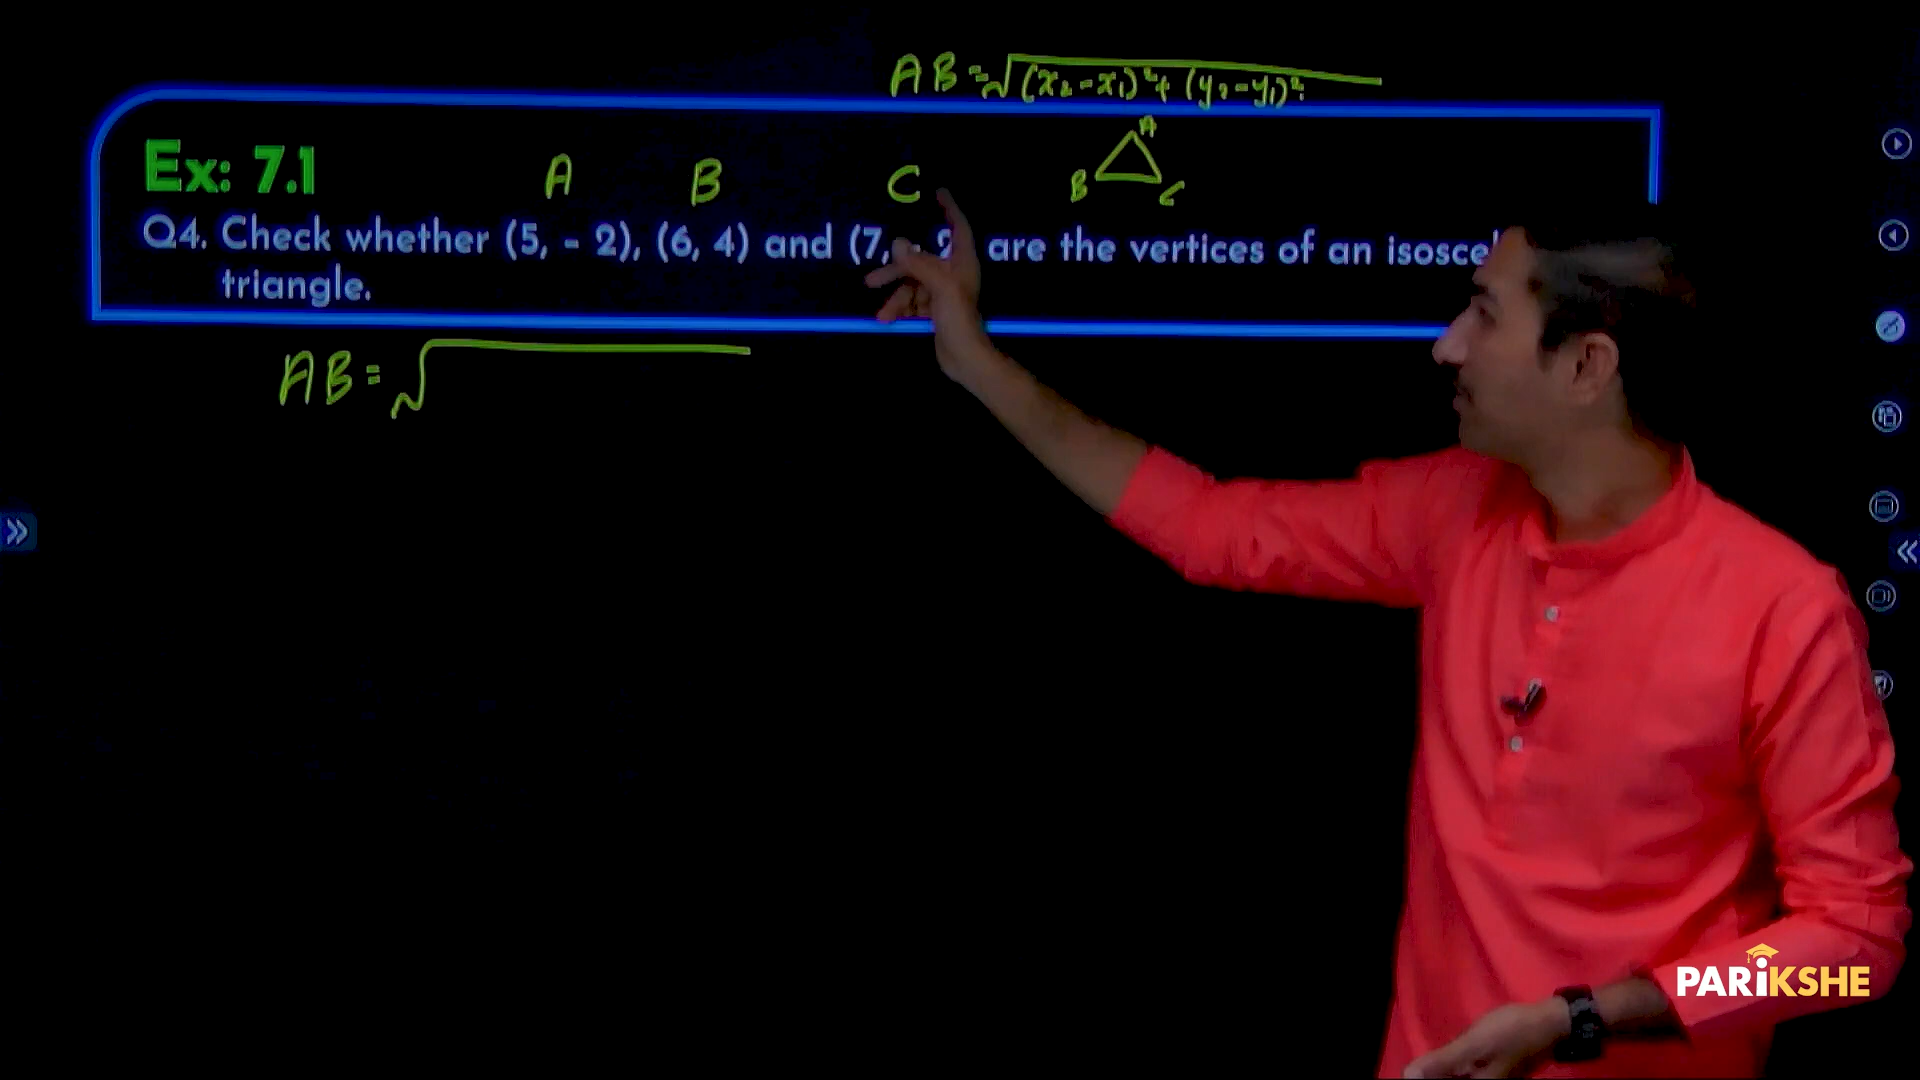 AB=√(x₂-x₁)²+(y₂-y₁)²
A
Ex: 7.1 A B C B C
Q4. Check whether (5, - 2), (6, 4) and (7, - are the vertices of an
triangle.
AB=√
PARiKSHE